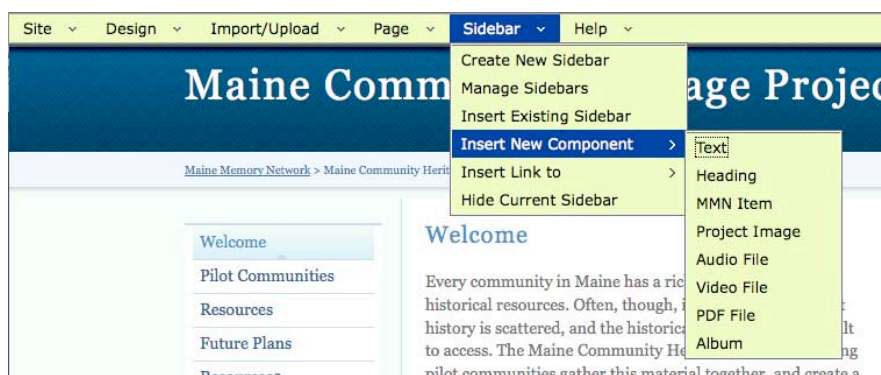 Site Design Import/Upload Page Sidebar Help
Create New Sidebar
Manage Sidebars
Insert Existing Sidebar
Insert New Component
Insert Link to
Hide Current Sidebar
Text
Heading
MMN Item
Project Image
Audio File
Video File
PDF File
Album
Maine Comm age Projec
Maine Memory Network > Maine Community Herit
Welcome
Pilot Communities
Resources
Future Plans
Welcome
Every community in Maine has a ric
historical resources. Often, though, i t
history is scattered, and the historica lt
to access. The Maine Community He ng
pilot communities gather this material together, and create a